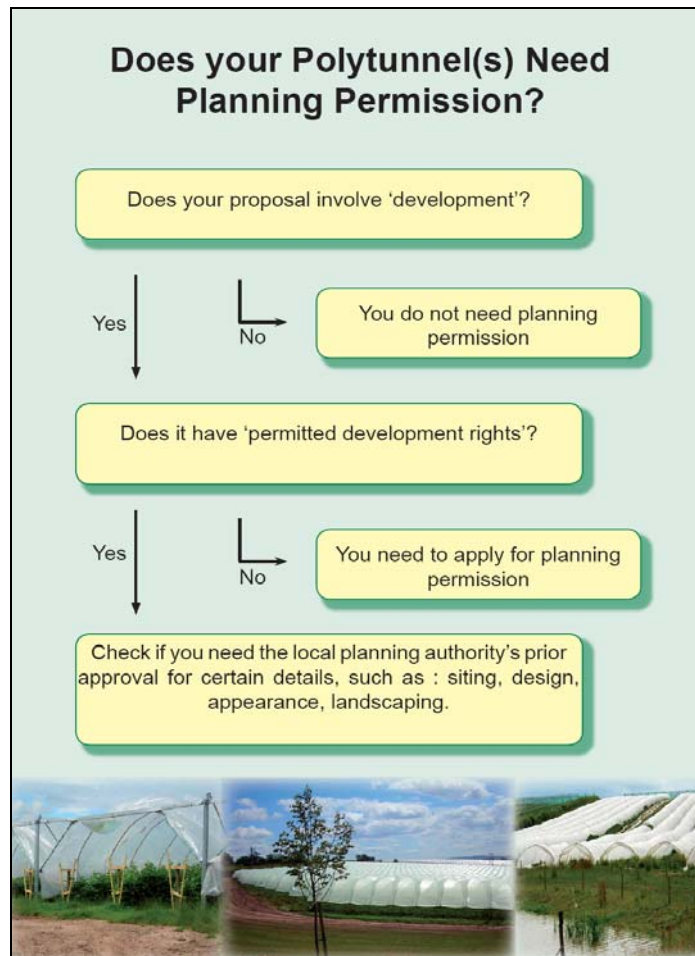 Does your Polytunnel(s) Need
Planning Permission?
Does your proposal involve ‘development’?
Yes
No
You do not need planning
permission
Does it have ‘permitted development rights’?
Yes
No
You need to apply for planning
permission
Check if you need the local planning authority’s prior
approval for certain details, such as : siting, design,
appearance, landscaping.